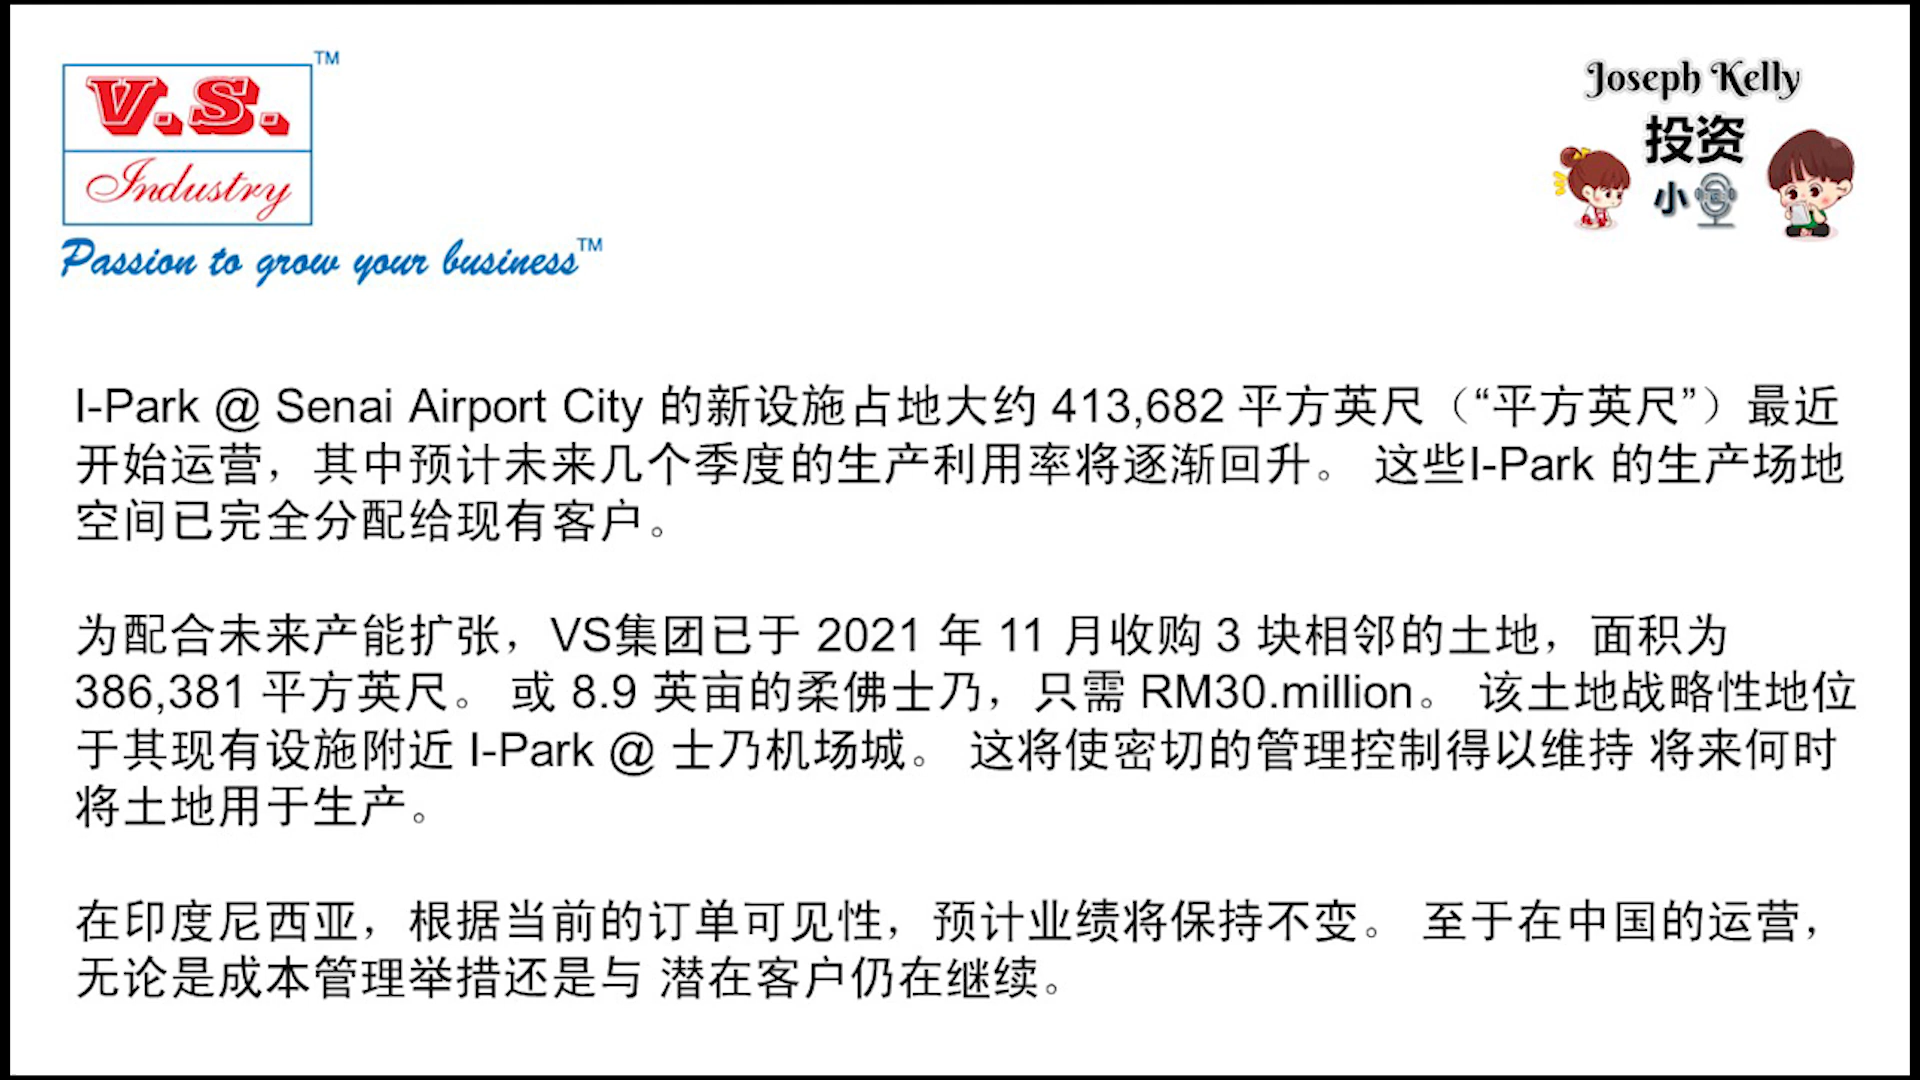 V.S.
Industry
TM
Passion to grow your business TM
Joseph Kelly
投资
小
I-Park @ Senai Airport City 的新设施占地大约 413,682 平方英尺（“平方英尺”）最近
开始运营，其中预计未来几个季度的生产利用率将逐渐回升。 这些I-Park 的生产场地
空间已完全分配给现有客户。
为配合未来产能扩张，VS集团已于 2021 年 11 月收购 3 块相邻的土地，面积为
386,381 平方英尺。 或 8.9 英亩的柔佛士乃，只需 RM30.million。 该土地战略性地位
于其现有设施附近 I-Park @ 士乃机场城。 这将使密切的管理控制得以维持 将来何时
将土地用于生产。
在印度尼西亚，根据当前的订单可见性，预计业绩将保持不变。 至于在中国的运营，
无论是成本管理举措还是与 潜在客户仍在继续。